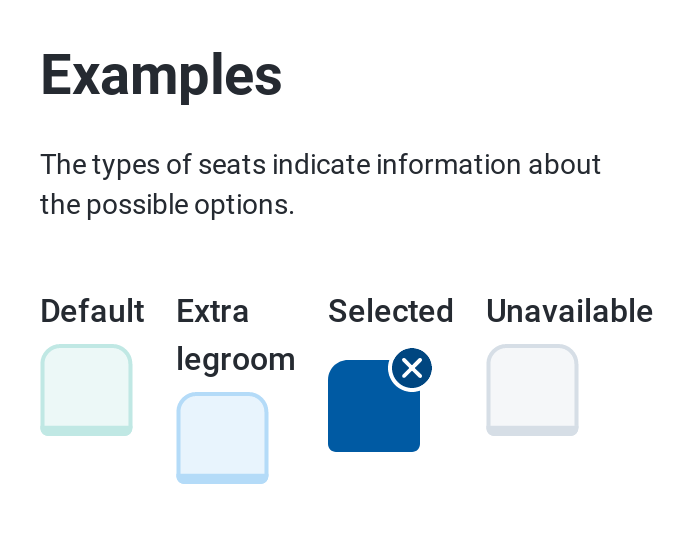 Examples
The types of seats indicate information about
the possible options.
Default
Extra
legroom
Selected
Unavailable